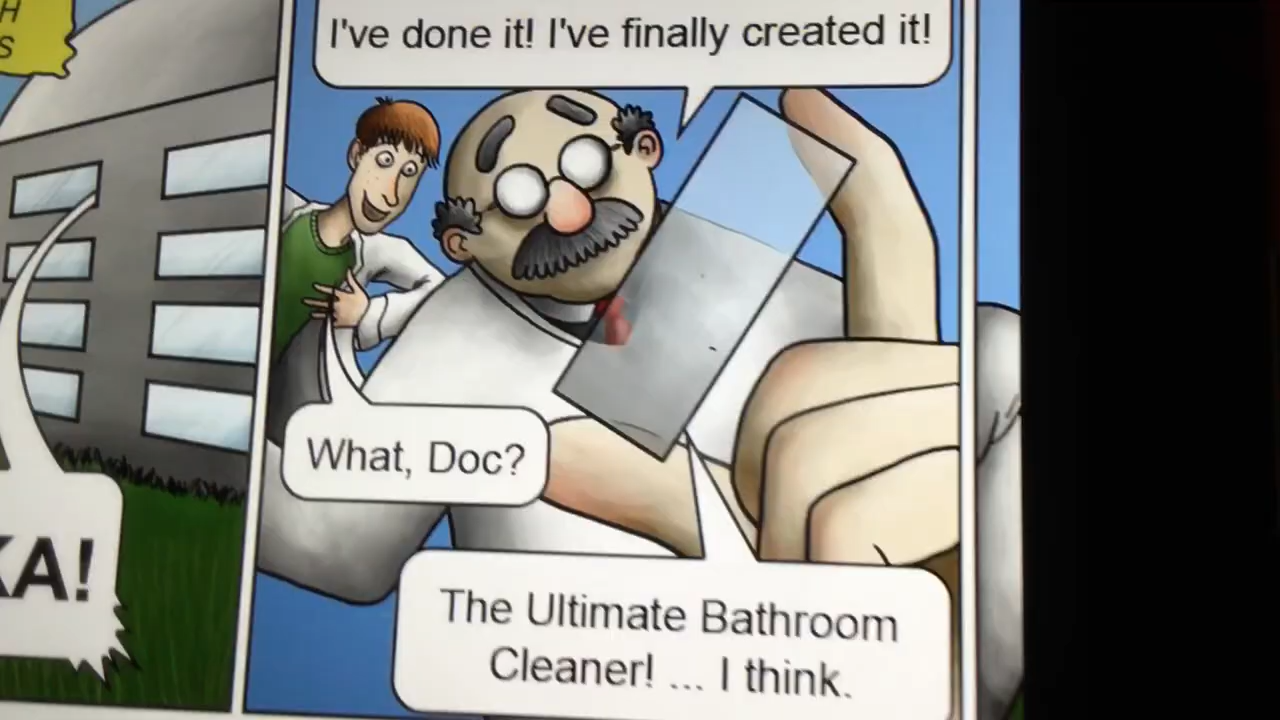 H
S
KA!
I've done it! I've finally created it!
What, Doc?
The Ultimate Bathroom
Cleaner! ... I think.